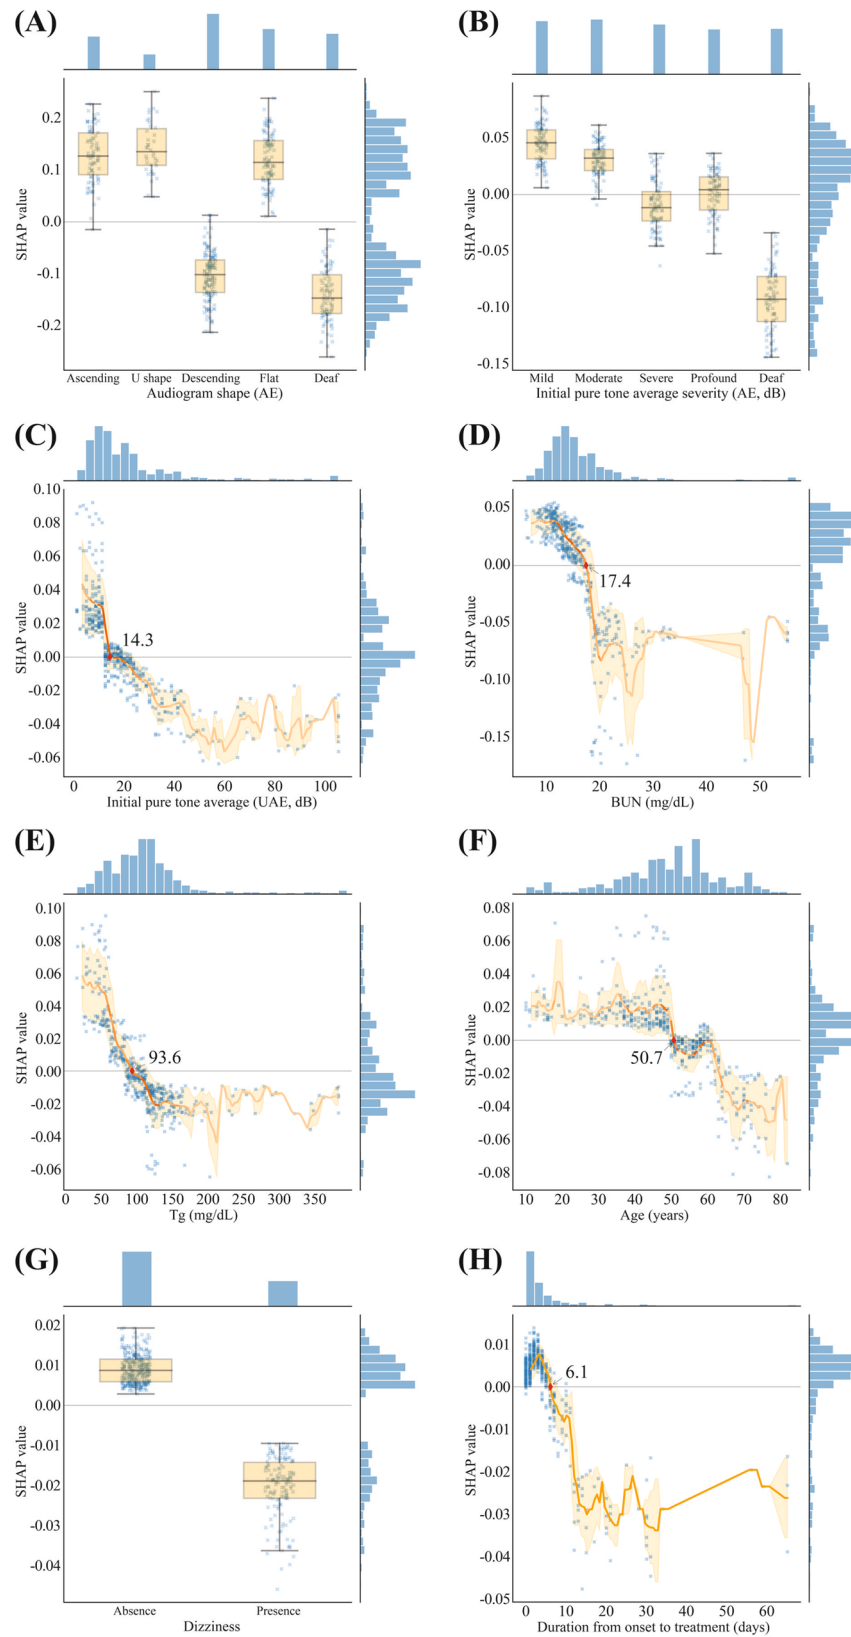 (A)
SHAP value
0.2
0.1
0.0
-0.1
-0.2
Ascending U shape Descending Flat Deaf
Audiogram shape (AE)
(B)
SHAP value
0.05
0.00
-0.05
-0.10
-0.15
Mild Moderate Severe Profound Deaf
Initial pure tone average severity (AE, dB)
(C)
SHAP value
0.10
0.08
0.06
0.04
0.02
0.00
-0.02
-0.04
-0.06
14.3
0 20 40 60 80 100
Initial pure tone average (UAE, dB)
(D)
SHAP value
0.05
0.00
-0.05
-0.10
-0.15
17.4
10 20 30 40 50
BUN (mg/dL)
(E)
SHAP value
0.10
0.08
0.06
0.04
0.02
0.00
-0.02
-0.04
-0.06
93.6
0 50 100 150 200 250 300 350
Tg (mg/dL)
(F)
SHAP value
0.08
0.06
0.04
0.02
0.00
-0.02
-0.04
-0.06
-0.08
50.7
10 20 30 40 50 60 70 80
Age (years)
(G)
SHAP value
0.02
0.01
0.00
-0.01
-0.02
-0.03
-0.04
Absence Presence
Dizziness
(H)
SHAP value
0.01
0.00
-0.01
-0.02
-0.03
-0.04
-0.05
6.1
0 10 20 30 40 50 60
Duration from onset to treatment (days)